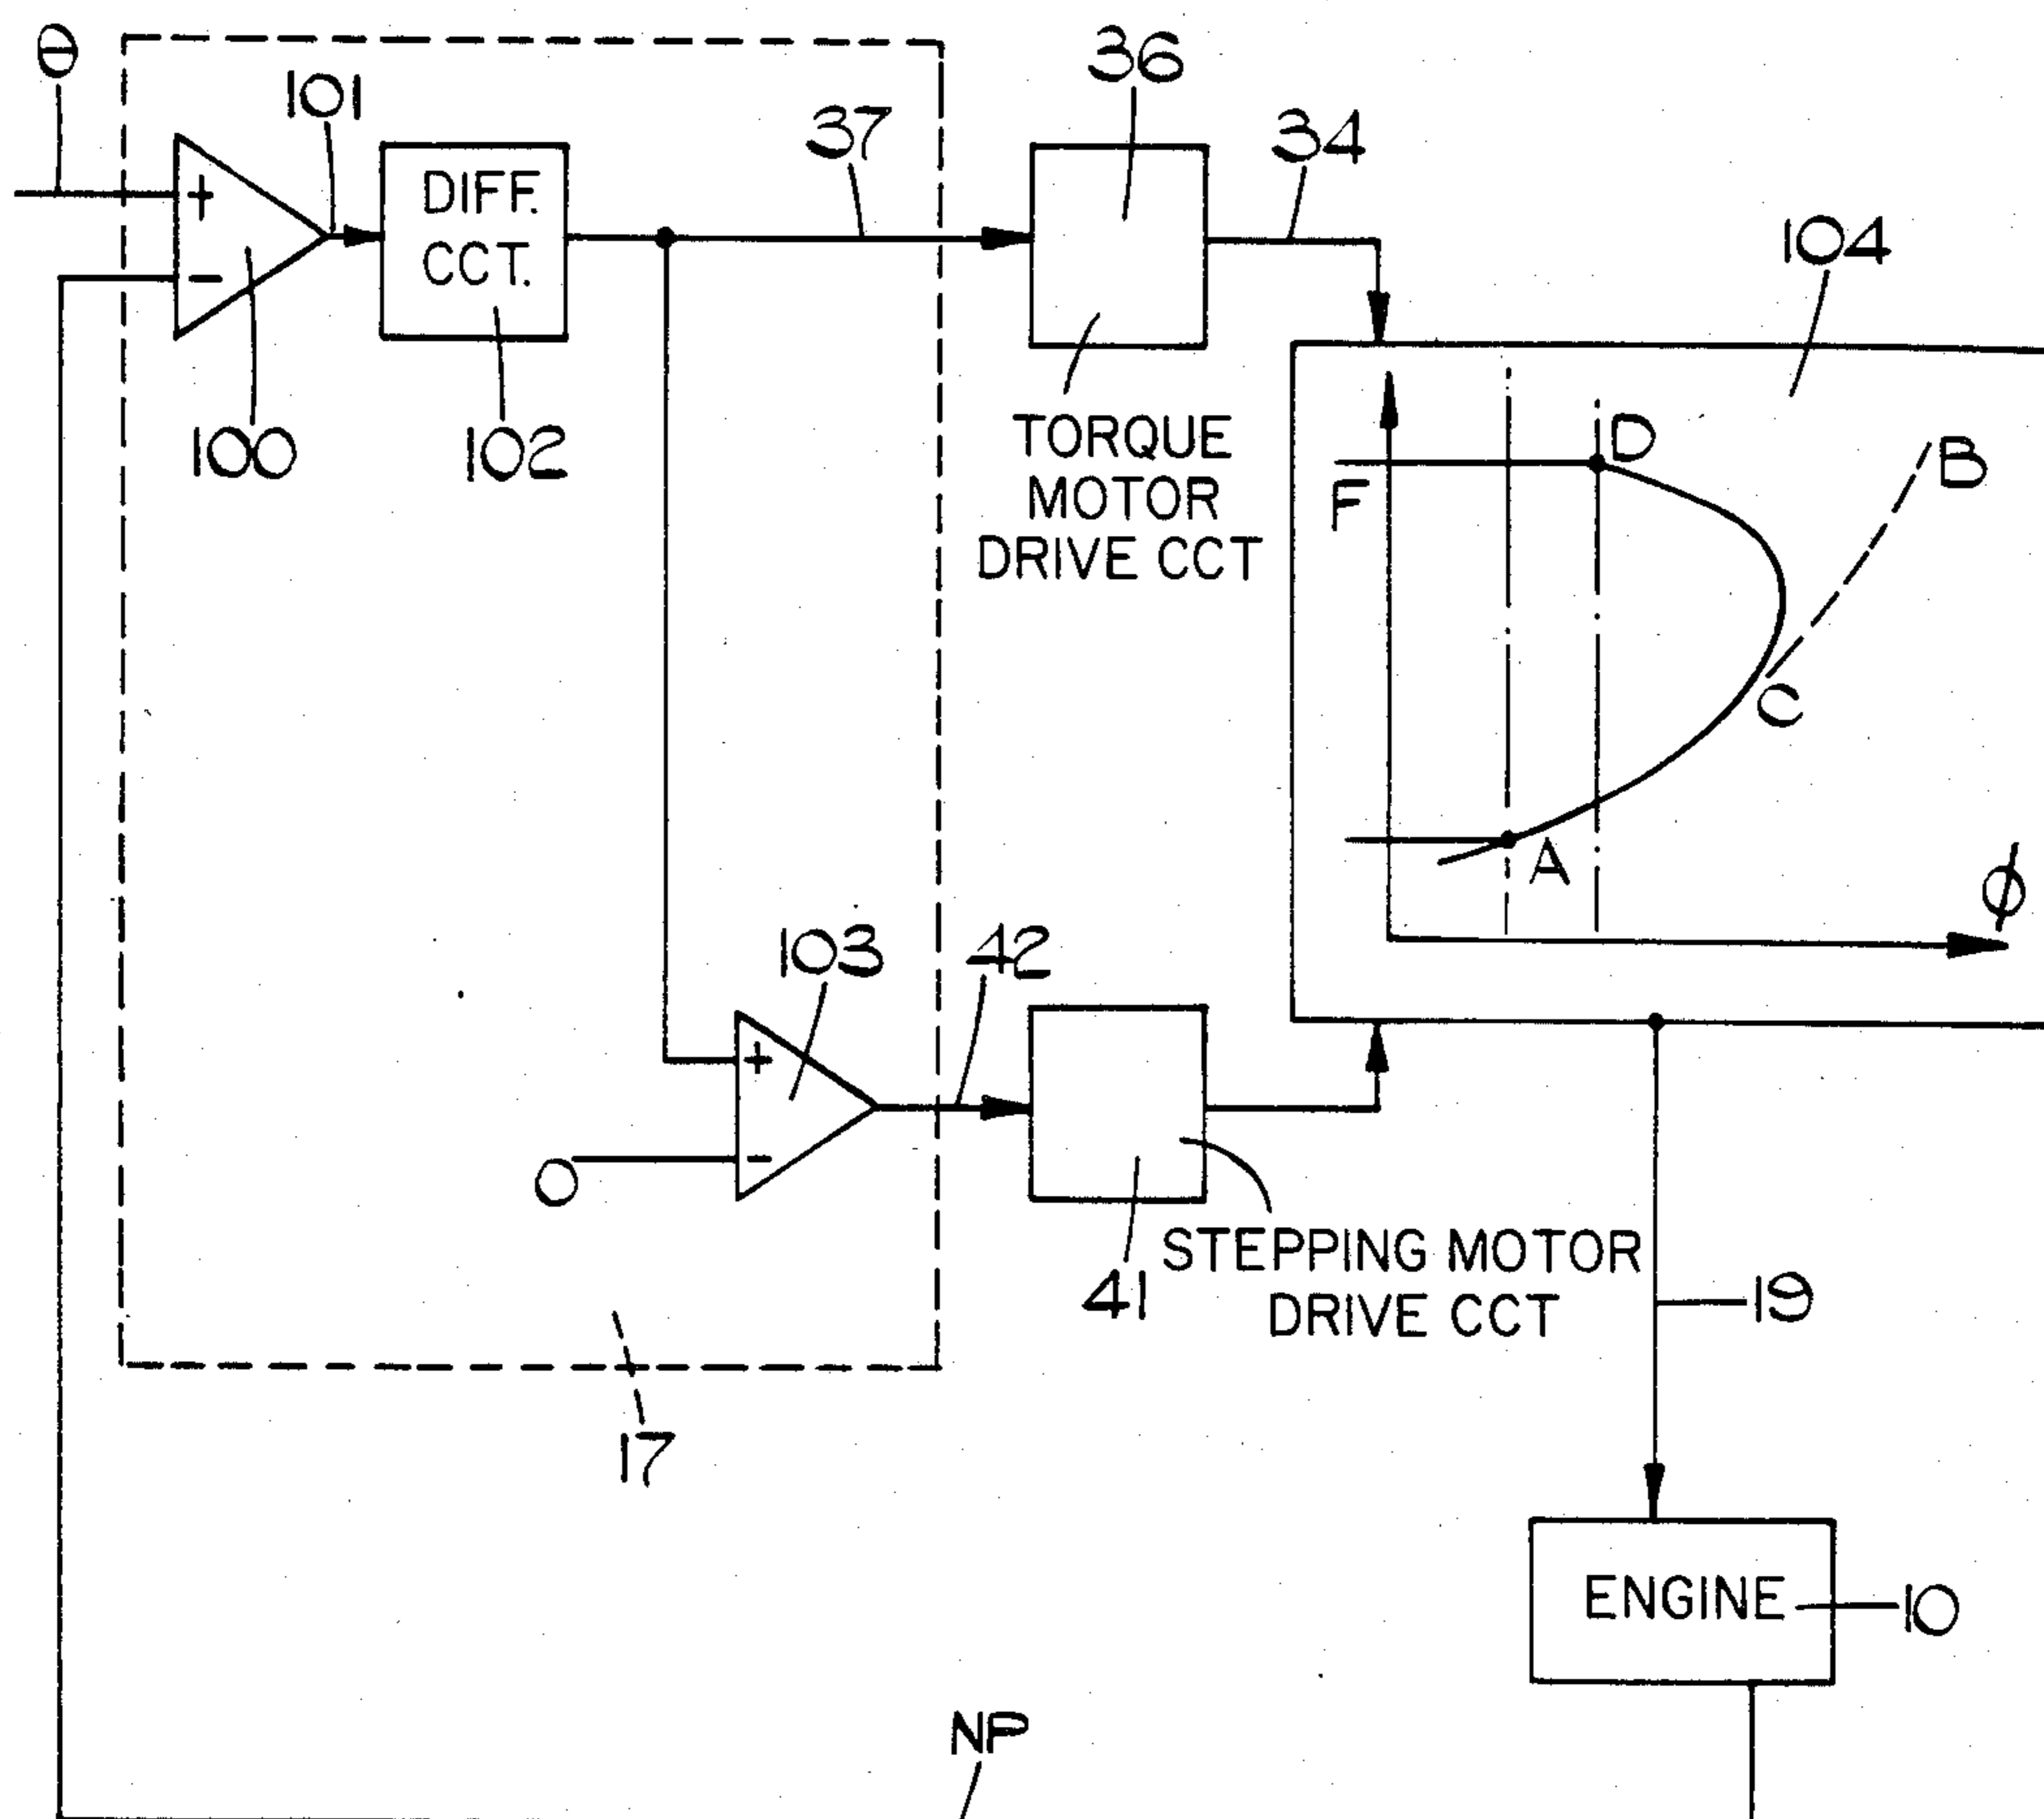 θ
101
36
37
34
+
DIFF.
CCT.
−
104
100
102
TORQUE
MOTOR
DRIVE CCT
D
B
F
C
A
ϕ
103
42
+
−
O
STEPPING MOTOR
DRIVE CCT
41
19
17
ENGINE
10
NP